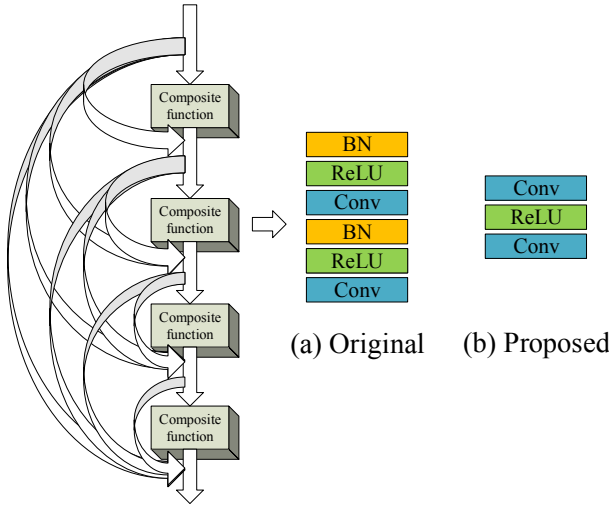 Composite
function
Composite
function
Composite
function
Composite
function
BN
ReLU
Conv
BN
ReLU
Conv
(a) Original
Conv
ReLU
Conv
(b) Proposed